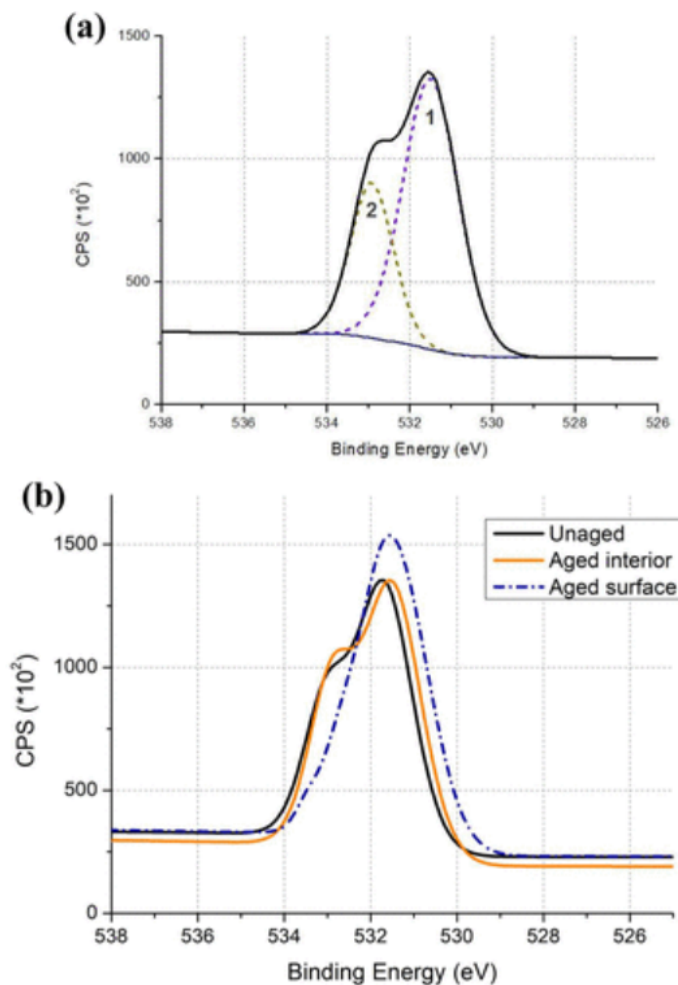 (a)
1500
1000
500
0
CPS (*10²)
1
2
538 536 534 532 530 528 526
Binding Energy (eV)
(b)
1500
1000
500
0
CPS (*10²)
Unaged
Aged interior
Aged surface
538 536 534 532 530 528 526
Binding Energy (eV)